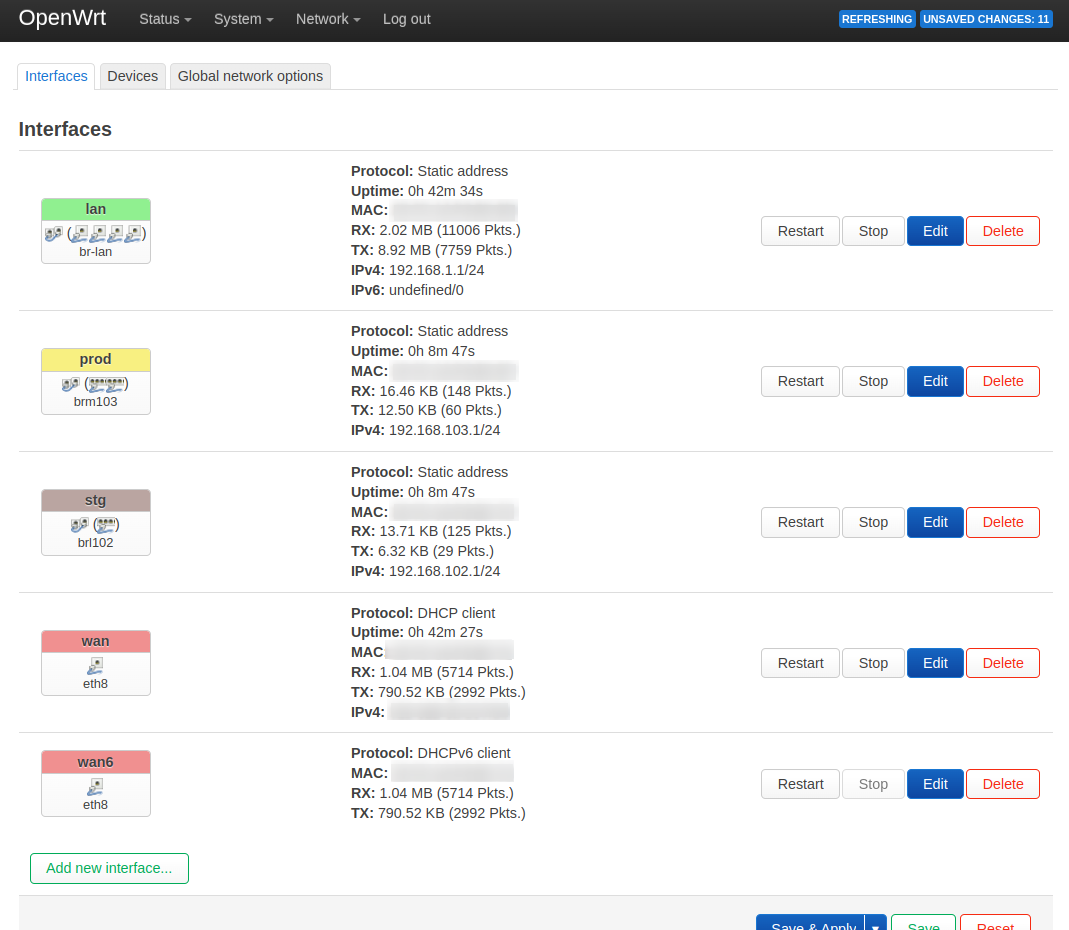 OpenWrt Status System Network Log out REFRESHING UNSAVED CHANGES: 11
Interfaces Devices Global network options
Interfaces
lan
( )
br-lan
Protocol: Static address
Uptime: 0h 42m 34s
MAC:
RX: 2.02 MB (11006 Pkts.)
TX: 8.92 MB (7759 Pkts.)
IPv4: 192.168.1.1/24
IPv6: undefined/0
Restart Stop Edit Delete
prod
( )
brm103
Protocol: Static address
Uptime: 0h 8m 47s
MAC:
RX: 16.46 KB (148 Pkts.)
TX: 12.50 KB (60 Pkts.)
IPv4: 192.168.103.1/24
Restart Stop Edit Delete
stg
( )
brl102
Protocol: Static address
Uptime: 0h 8m 47s
MAC:
RX: 13.71 KB (125 Pkts.)
TX: 6.32 KB (29 Pkts.)
IPv4: 192.168.102.1/24
Restart Stop Edit Delete
wan
eth8
Protocol: DHCP client
Uptime: 0h 42m 27s
MAC
RX: 1.04 MB (5714 Pkts.)
TX: 790.52 KB (2992 Pkts.)
IPv4:
Restart Stop Edit Delete
wan6
eth8
Protocol: DHCPv6 client
MAC:
RX: 1.04 MB (5714 Pkts.)
TX: 790.52 KB (2992 Pkts.)
Restart Stop Edit Delete
Add new interface...
Save & Apply Save Reset